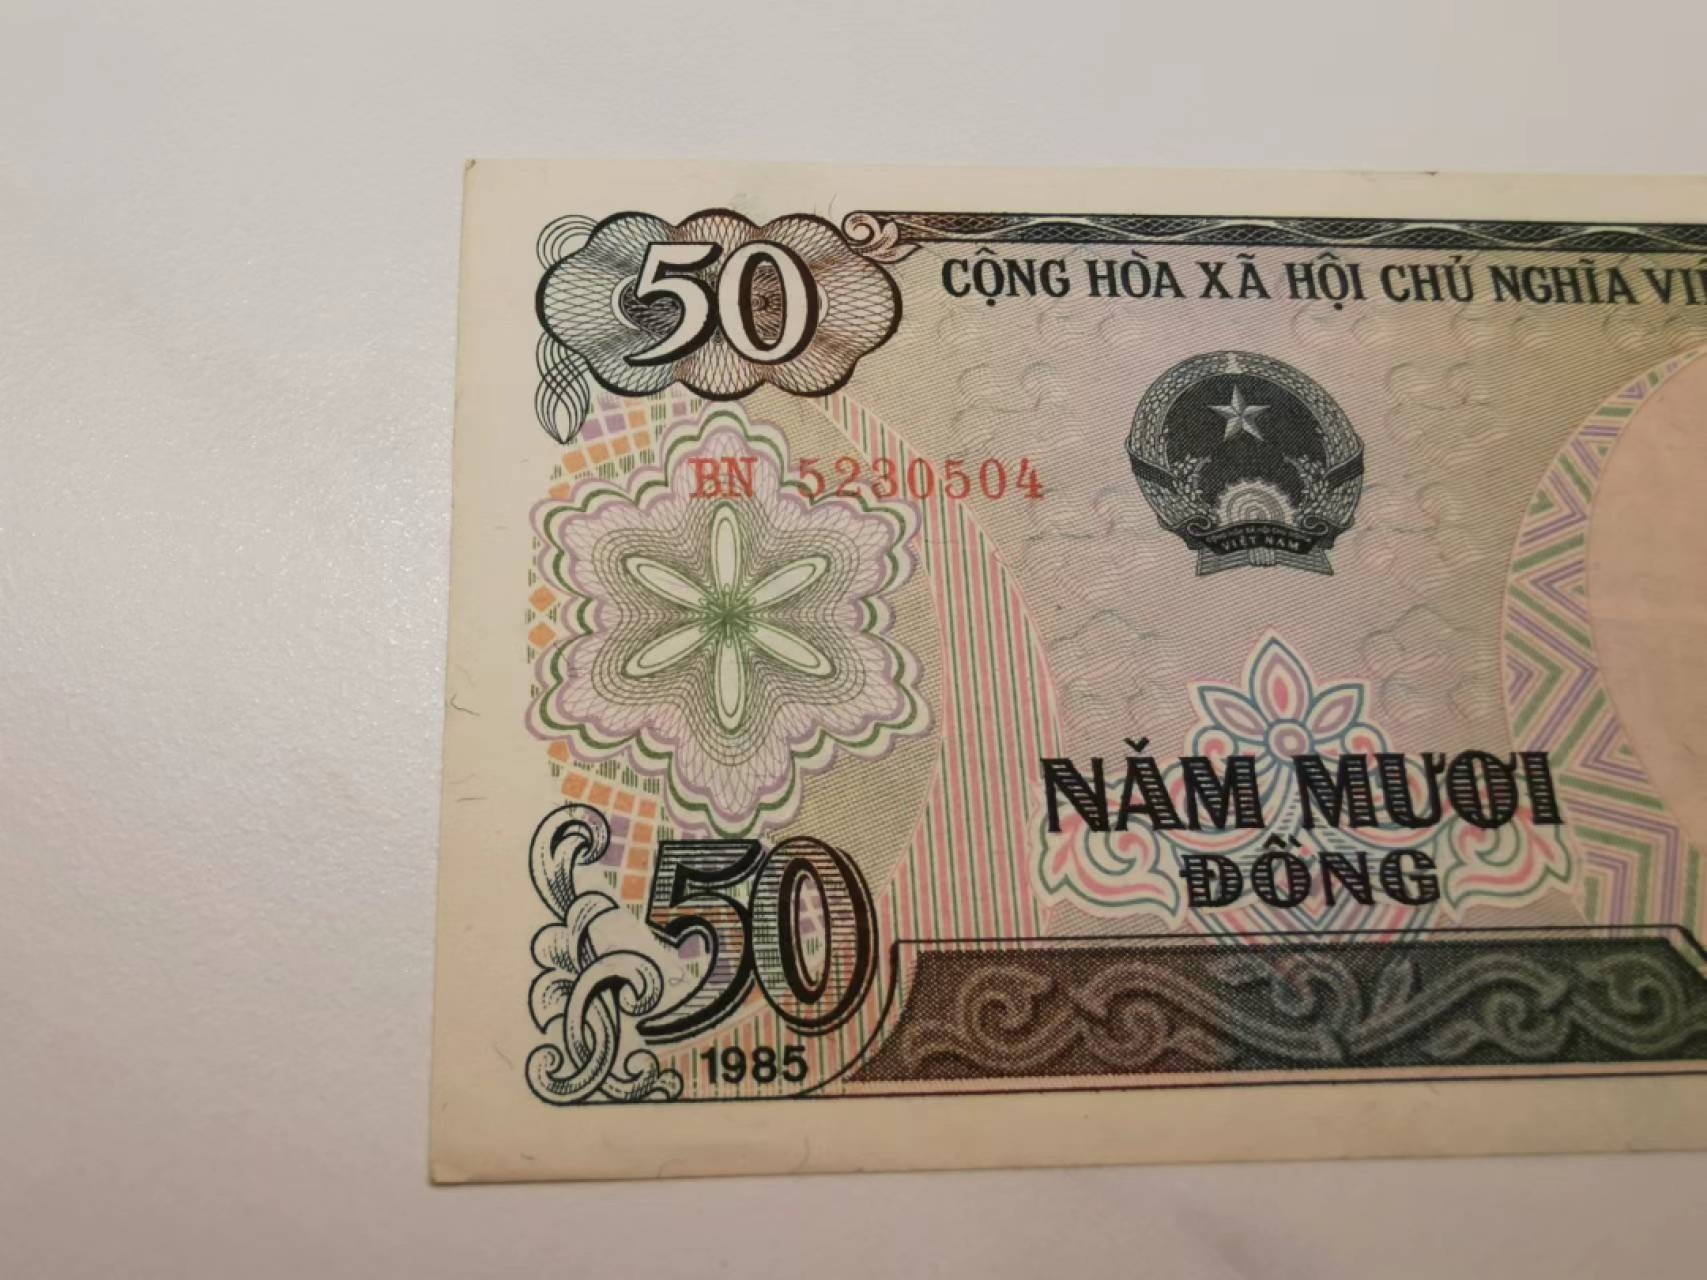 50
CỘNG HÒA XÃ HỘI CHỦ NGHĨA
BN 5230504
VIỆT NAM
NĂM MƯƠI
ĐỒNG
50
1985